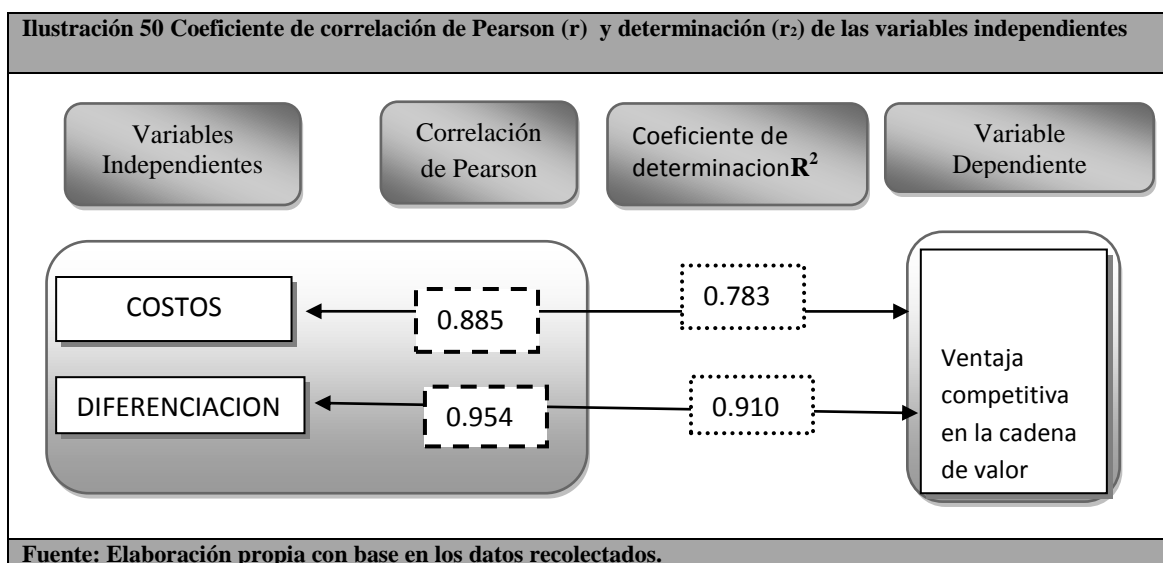 Ilustración 50 Coeficiente de correlación de Pearson (r) y determinación (r₂) de las variables independientes
Variables
Independientes
Correlación
de Pearson
Coeficiente de
determinacionR²
Variable
Dependiente
COSTOS
0.885
0.783
DIFERENCIACION
0.954
0.910
Ventaja
competitiva
en la cadena
de valor
Fuente: Elaboración propia con base en los datos recolectados.